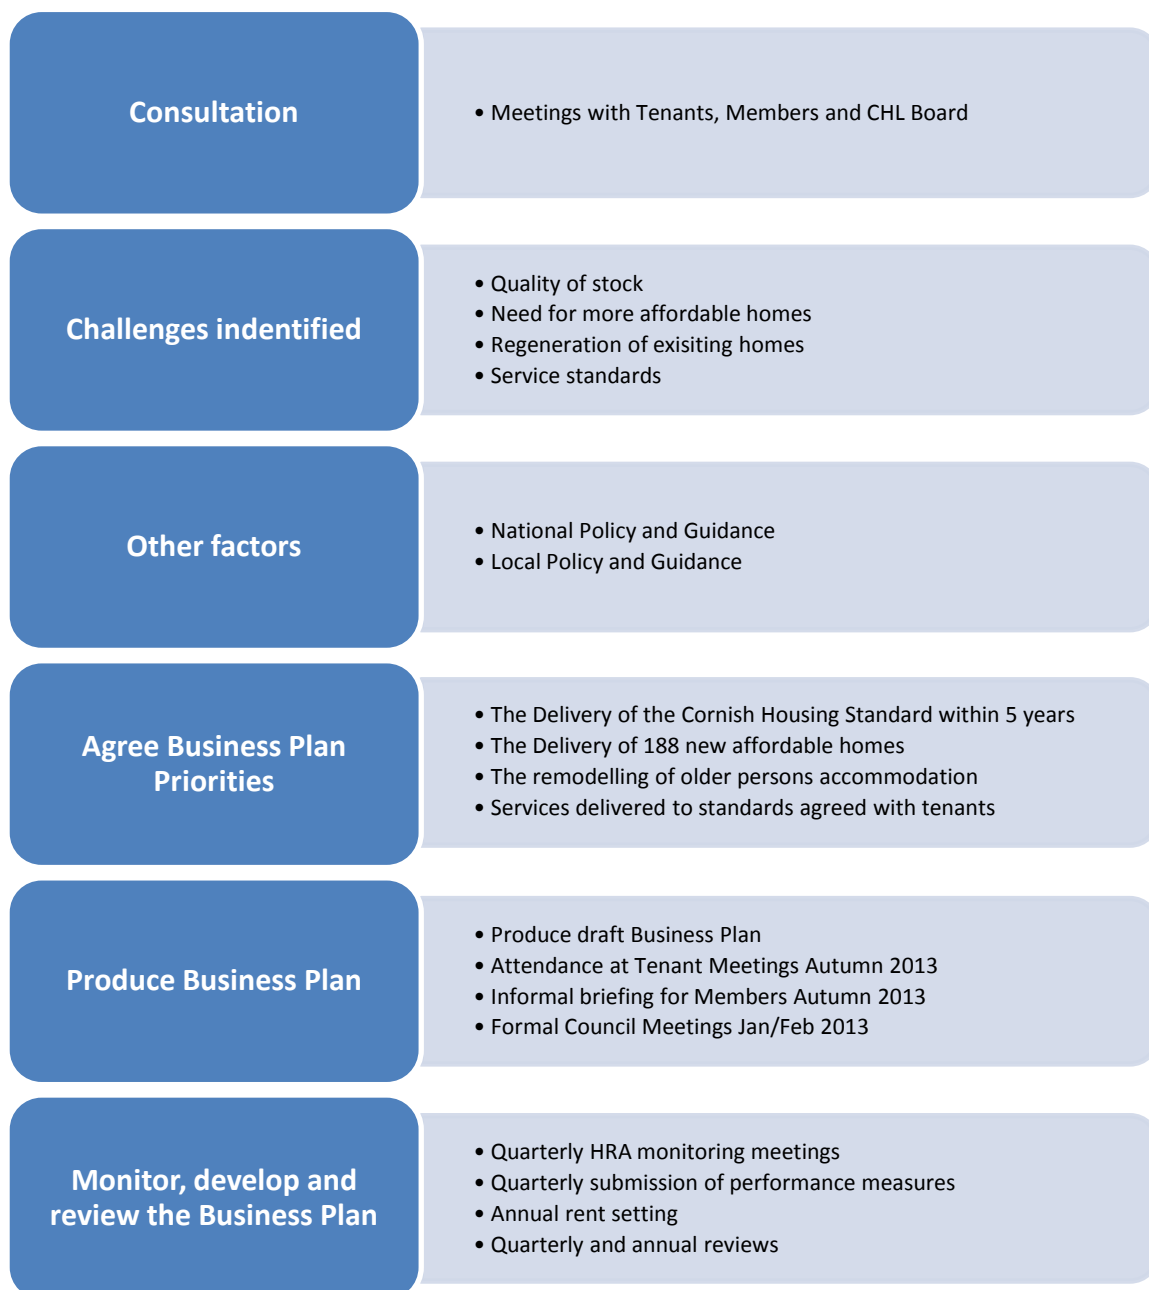 Consultation
• Meetings with Tenants, Members and CHL Board
Challenges indentified
• Quality of stock
• Need for more affordable homes
• Regeneration of exisiting homes
• Service standards
Other factors
• National Policy and Guidance
• Local Policy and Guidance
Agree Business Plan
Priorities
• The Delivery of the Cornish Housing Standard within 5 years
• The Delivery of 188 new affordable homes
• The remodelling of older persons accommodation
• Services delivered to standards agreed with tenants
Produce Business Plan
• Produce draft Business Plan
• Attendance at Tenant Meetings Autumn 2013
• Informal briefing for Members Autumn 2013
• Formal Council Meetings Jan/Feb 2013
Monitor, develop and
review the Business Plan
• Quarterly HRA monitoring meetings
• Quarterly submission of performance measures
• Annual rent setting
• Quarterly and annual reviews